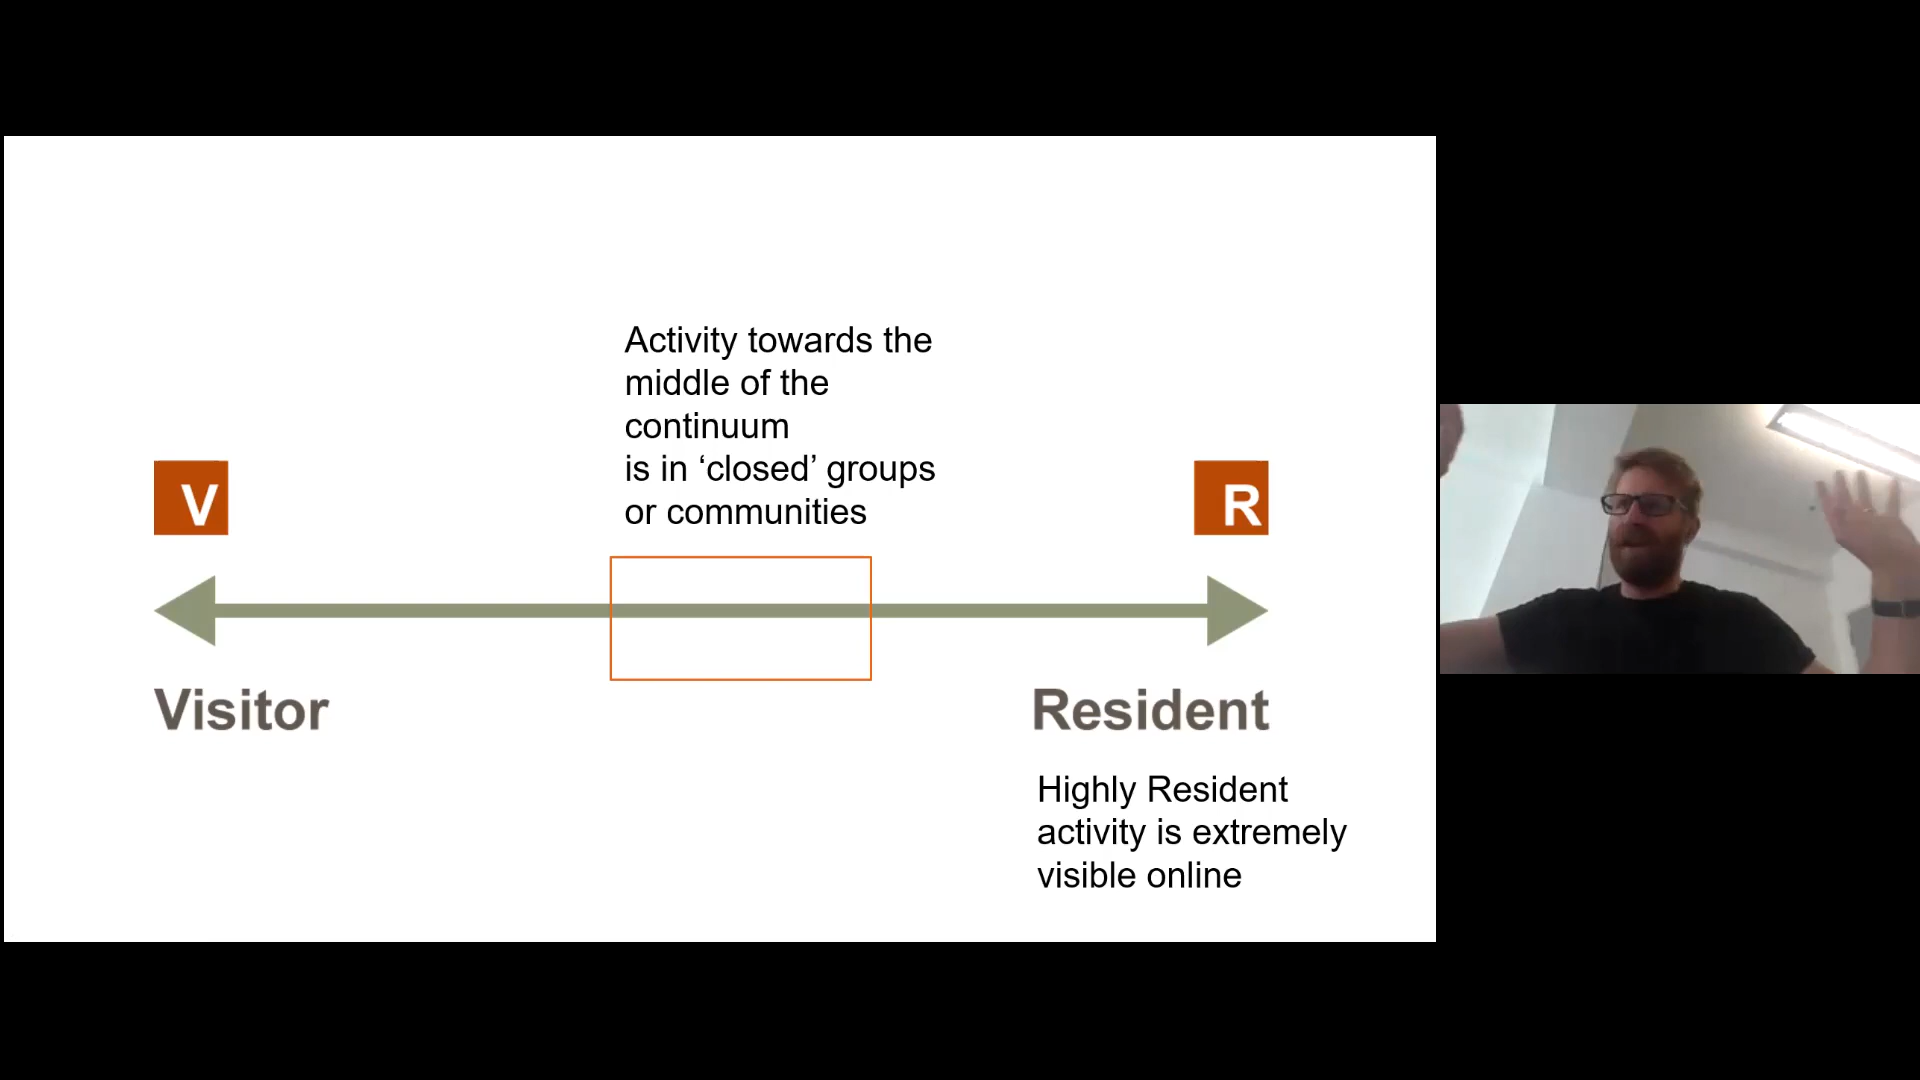 Activity towards the
middle of the
continuum
is in ‘closed’ groups
or communities
V
R
Visitor
Resident
Highly Resident
activity is extremely
visible online